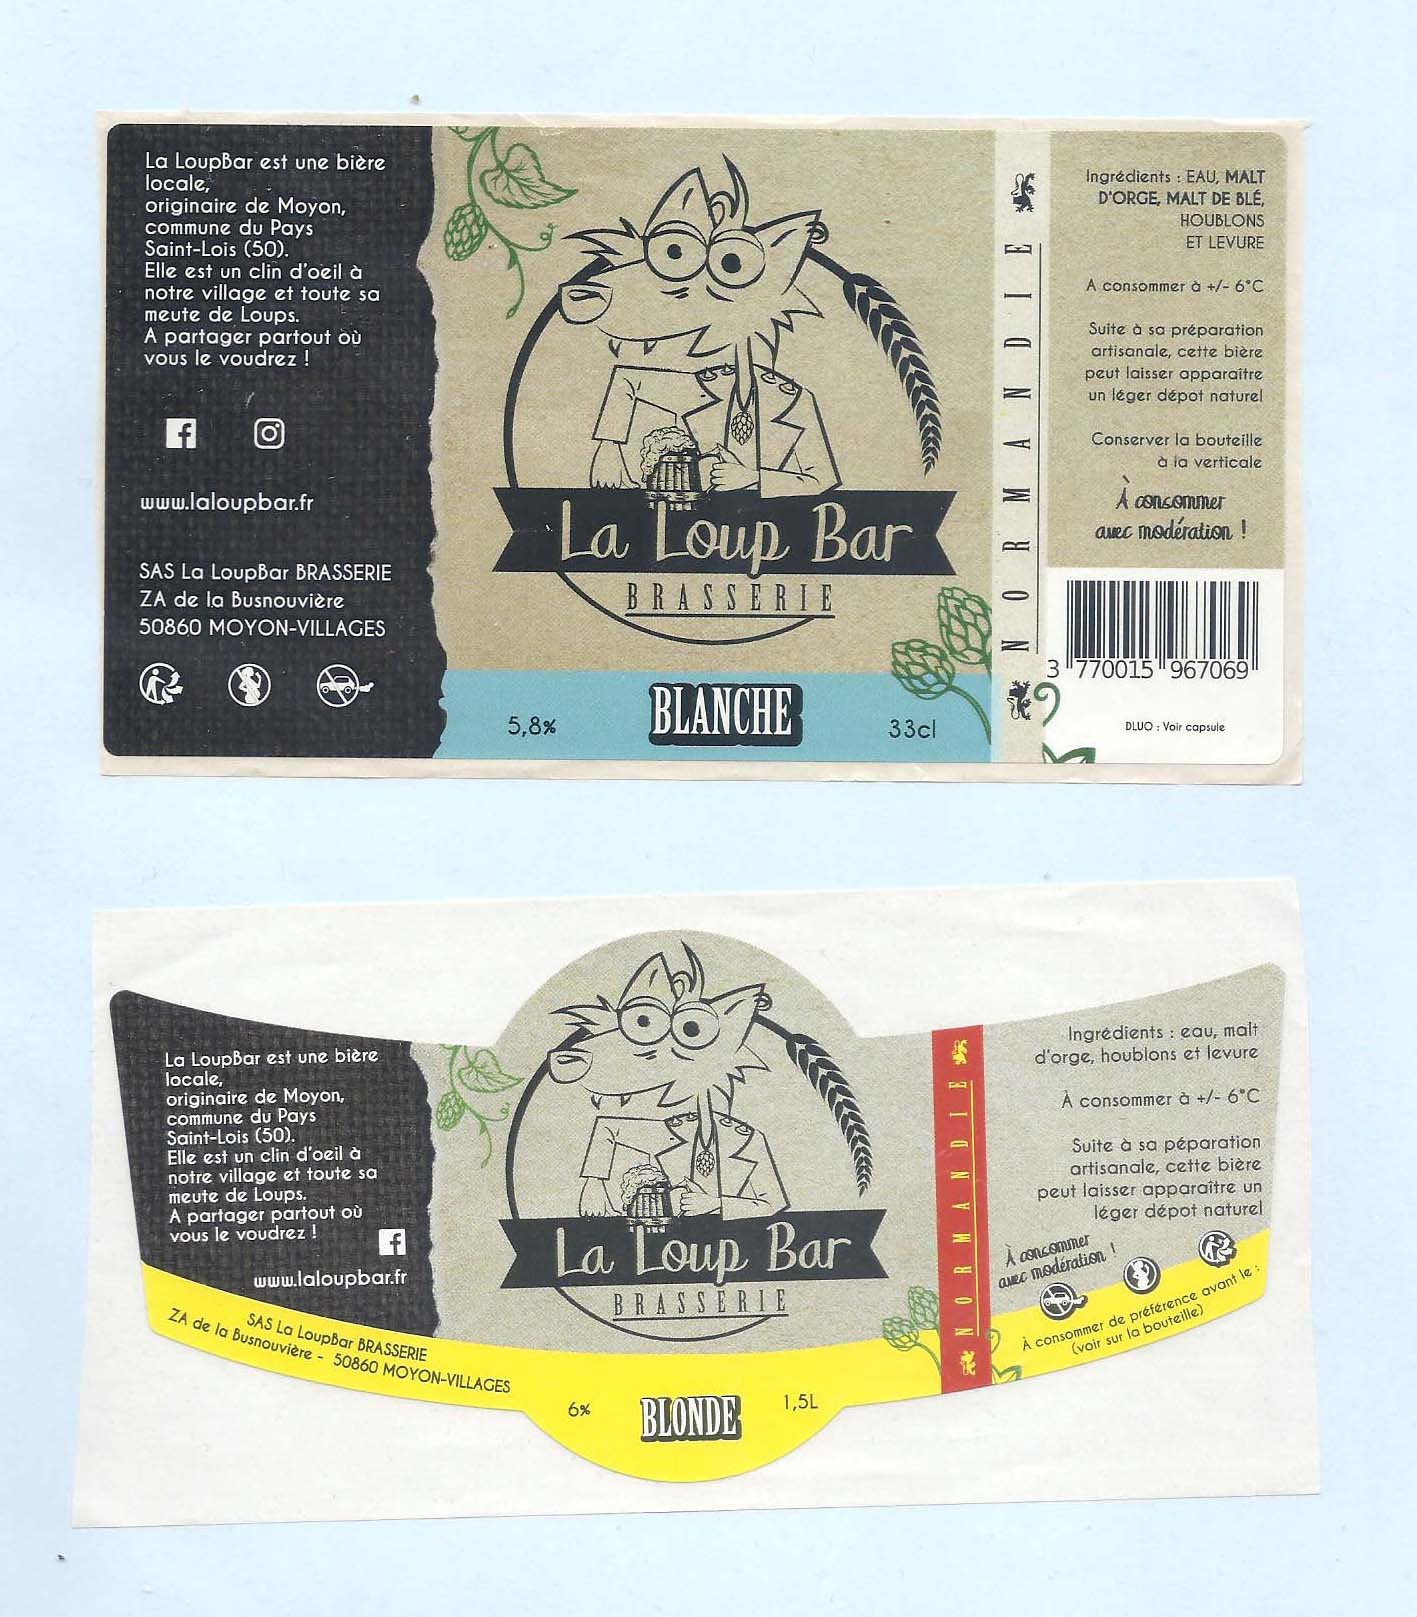 La LoupBar est une bière
locale,
originaire de Moyon,
commune du Pays
Saint-Lois (50).
Elle est un clin d'oeil à
notre village et toute sa
meute de Loups.
A partager partout où
vous le voudrez !
www.laloupbar.fr
SAS La LoupBar BRASSERIE
ZA de la Busnouvière
50860 MOYON-VILLAGES
La Loup Bar
BRASSERIE
5,8%
BLANCHE
33cl
NORMANDIE
Ingrédients : EAU, MALT
D'ORGE, MALT DE BLÉ,
HOUBLONS
ET LEVURE
A consommer à +/- 6°C
Suite à sa préparation
artisanale, cette bière
peut laisser apparaître
un léger dépot naturel
Conserver la bouteille
à la verticale
À consommer
avec modération !
3 770015 967069
DLUO : Voir capsule
La LoupBar est une bière
locale,
originaire de Moyon,
commune du Pays
Saint-Lois (50).
Elle est un clin d'oeil à
notre village et toute sa
meute de Loups.
A partager partout où
vous le voudrez !
www.laloupbar.fr
SAS La LoupBar BRASSERIE
ZA de la Busnouvière - 50860 MOYON-VILLAGES
La Loup Bar
BRASSERIE
6%
BLONDE
1,5L
NORMANDIE
Ingrédients : eau, malt
d'orge, houblons et levure
À consommer à +/- 6°C
Suite à sa péparation
artisanale, cette bière
peut laisser apparaître un
léger dépot naturel
À consommer
avec modération !
À consommer de préférence avant le :
(voir sur la bouteille)